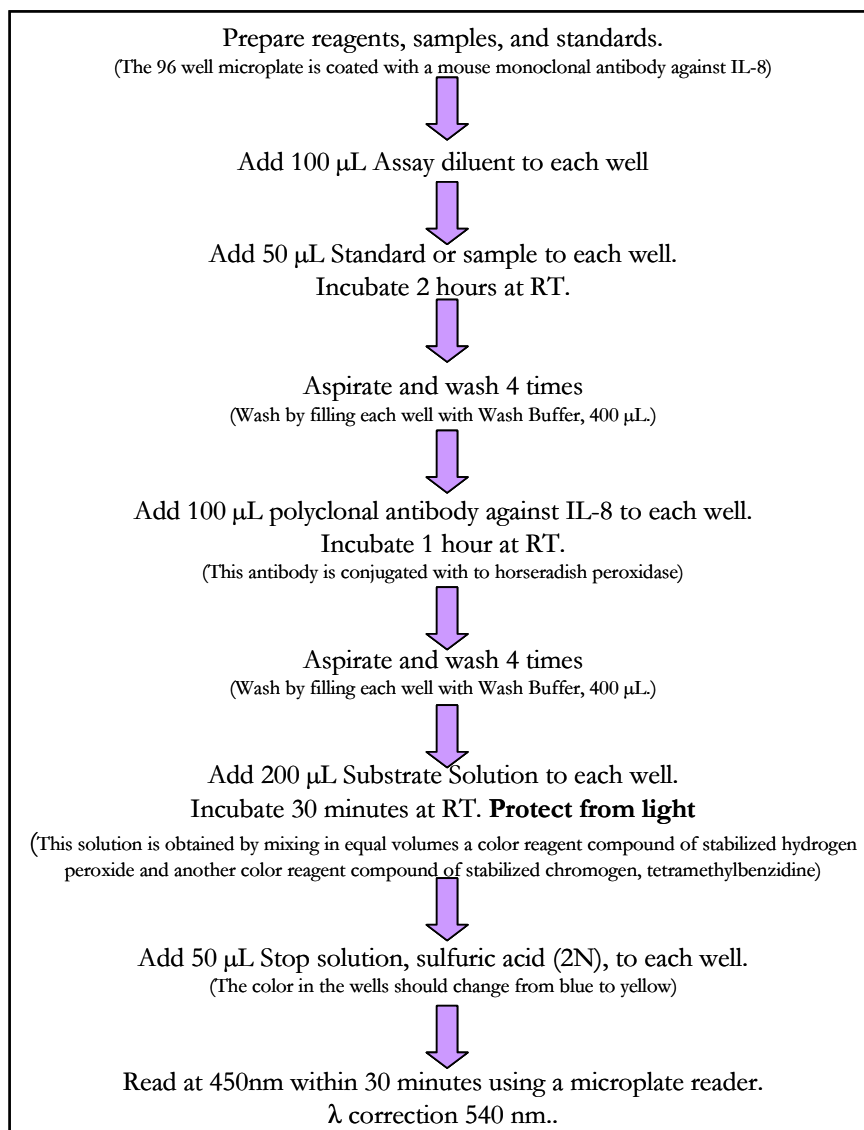 Prepare reagents, samples, and standards.
(The 96 well microplate is coated with a mouse monoclonal antibody against IL-8)
Add 100 μL Assay diluent to each well
Add 50 μL Standard or sample to each well.
Incubate 2 hours at RT.
Aspirate and wash 4 times
(Wash by filling each well with Wash Buffer, 400 μL.)
Add 100 μL polyclonal antibody against IL-8 to each well.
Incubate 1 hour at RT.
(This antibody is conjugated with to horseradish peroxidase)
Aspirate and wash 4 times
(Wash by filling each well with Wash Buffer, 400 μL.)
Add 200 μL Substrate Solution to each well.
Incubate 30 minutes at RT. Protect from light
(This solution is obtained by mixing in equal volumes a color reagent compound of stabilized hydrogen
peroxide and another color reagent compound of stabilized chromogen, tetramethylbenzidine)
Add 50 μL Stop solution, sulfuric acid (2N), to each well.
(The color in the wells should change from blue to yellow)
Read at 450nm within 30 minutes using a microplate reader.
λ correction 540 nm..